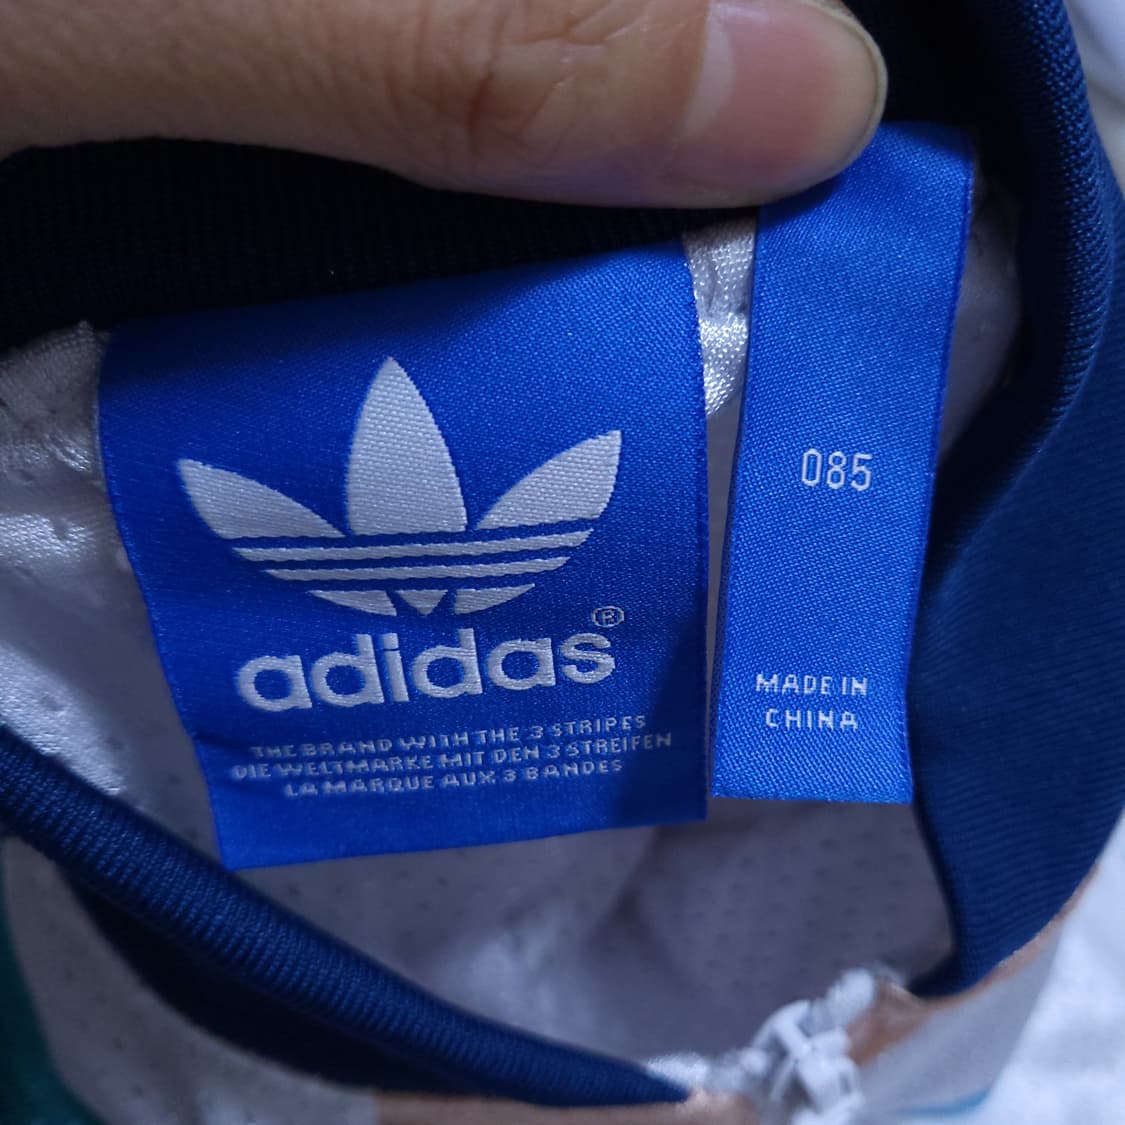 adidas®
THE BRAND WITH THE 3 STRIPES
DIE WELTMARKE MIT DEN 3 STREIFEN
LA MARQUE AUX 3 BANDES
085
MADE IN
CHINA